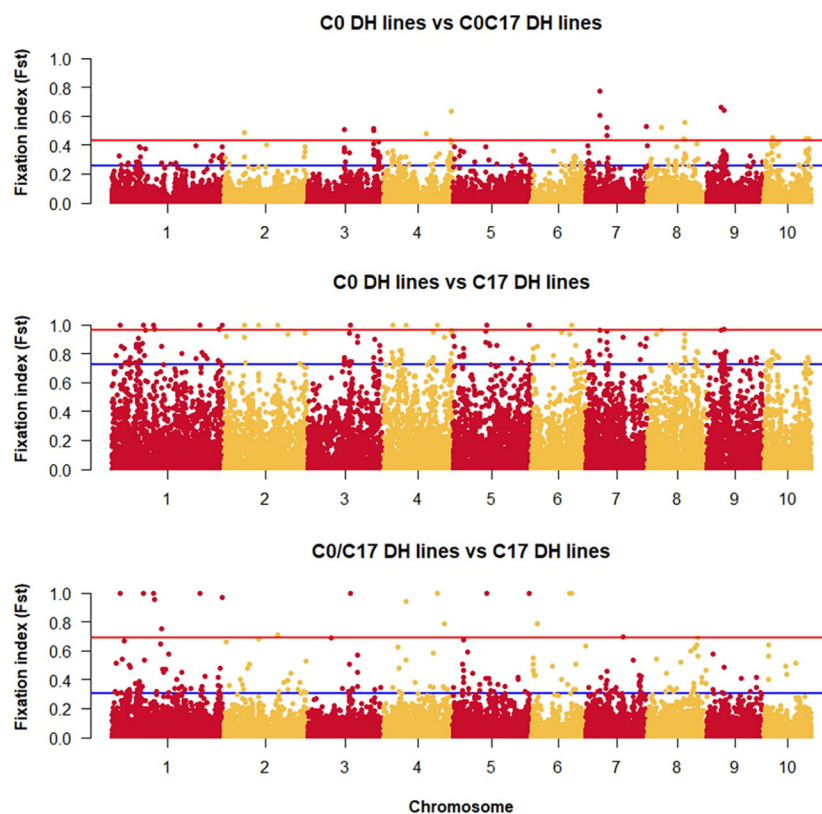 C0 DH lines vs C0C17 DH lines
Fixation index (Fst)
1.0
0.8
0.6
0.4
0.2
0.0
1 2 3 4 5 6 7 8 9 10
C0 DH lines vs C17 DH lines
Fixation index (Fst)
1.0
0.8
0.6
0.4
0.2
0.0
1 2 3 4 5 6 7 8 9 10
C0/C17 DH lines vs C17 DH lines
Fixation index (Fst)
1.0
0.8
0.6
0.4
0.2
0.0
1 2 3 4 5 6 7 8 9 10
Chromosome